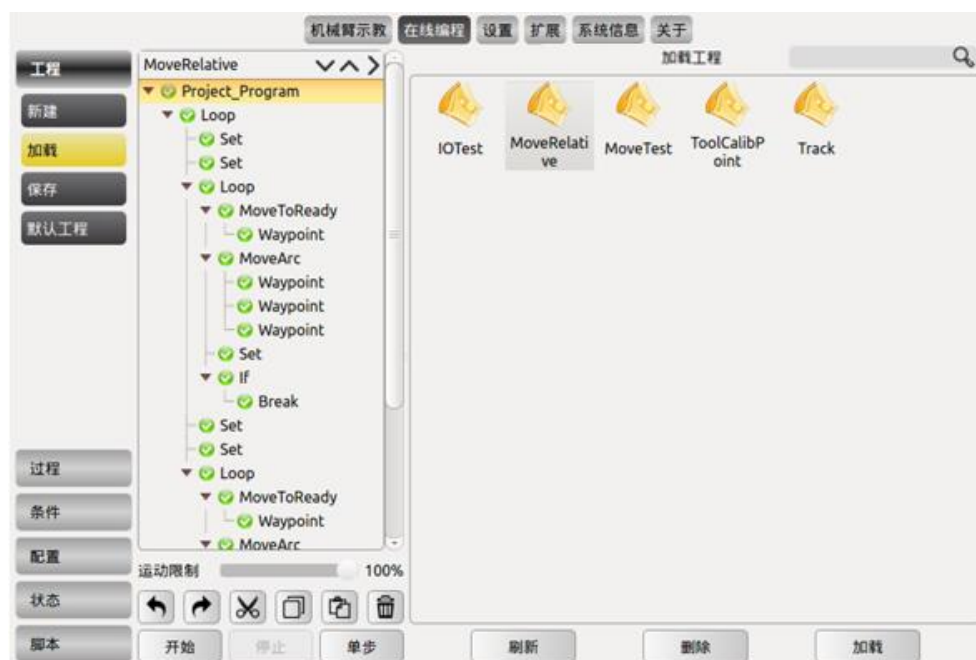 机械臂示教 在线编程 设置 扩展 系统信息 关于
工程
新建
加载
保存
默认工程
过程
条件
配置
状态
脚本
MoveRelative
Project_Program
Loop
Set
Set
Loop
MoveToReady
Waypoint
MoveArc
Waypoint
Waypoint
Waypoint
Set
If
Break
Set
Set
Loop
MoveToReady
Waypoint
MoveArc
运动限制 100%
开始 停止 单步
加载工程
IOTest
MoveRelati
ve
MoveTest
ToolCalibP
oint
Track
刷新 删除 加载